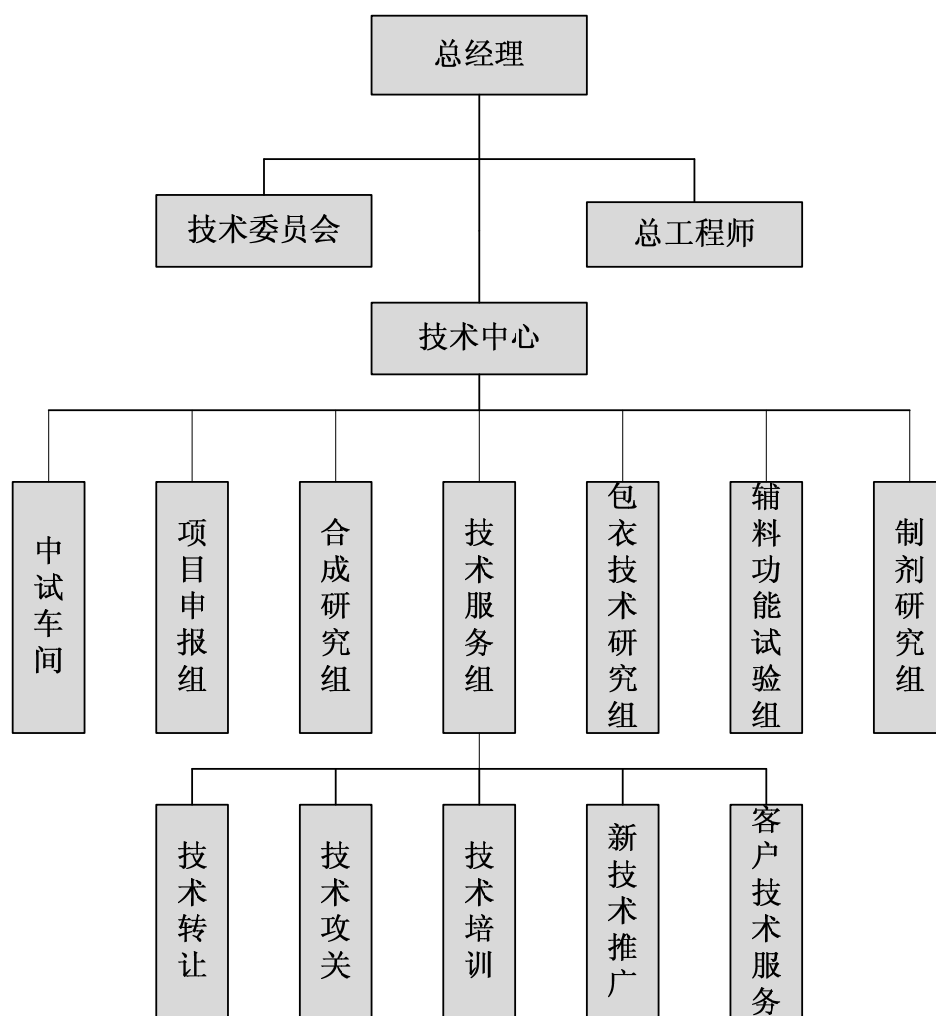 总经理
技术委员会
总工程师
技术中心
中试车间
项目申报组
合成研究组
技术服务组
包衣技术研究组
辅料功能试验组
制剂研究组
技术转让
技术攻关
技术培训
新技术推广
客户技术服务